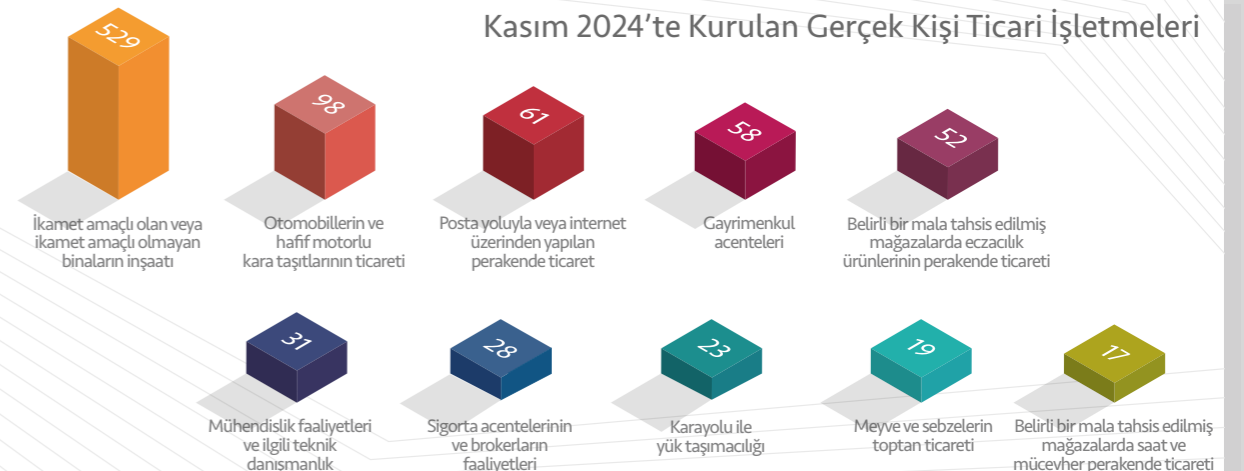 Kasım 2024'te Kurulan Gerçek Kişi Ticari İşletmeleri
529
İkamet amaçlı olan veya
ikamet amaçlı olmayan
binaların inşaatı
98
Otomobillerin ve
hafif motorlu
kara taşıtlarının ticareti
61
Posta yoluyla veya internet
üzerinden yapılan
perakende ticaret
58
Gayrimenkul
acenteleri
52
Belirli bir mala tahsis edilmiş
mağazalarda eczacılık
ürünlerinin perakende ticareti
31
Mühendislik faaliyetleri
ve ilgili teknik
danışmanlık
28
Sigorta acentelerinin
ve brokerların
faaliyetleri
23
Karayolu ile
yük taşımacılığı
19
Meyve ve sebzelerin
toptan ticareti
17
Belirli bir mala tahsis edilmiş
mağazalarda saat ve
mücevher perakende ticareti